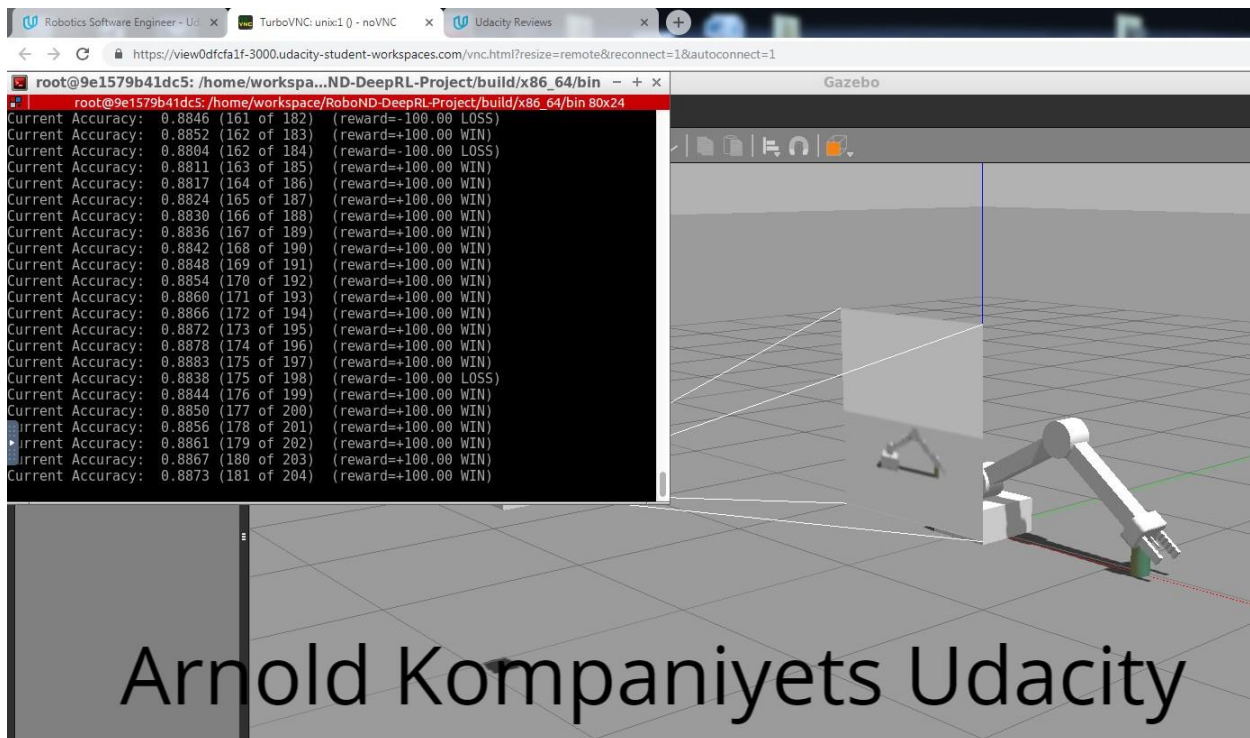 Robotics Software Engineer - Ud
TurboVNC: unix:1 () - noVNC
Udacity Reviews
https://view0dfcfa1f-3000.udacity-student-workspaces.com/vnc.html?resize=remote&reconnect=1&autoconnect=1
root@9e1579b41dc5: /home/workspa...ND-DeepRL-Project/build/x86_64/bin
Gazebo
root@9e1579b41dc5: /home/workspace/RoboND-DeepRL-Project/build/x86_64/bin 80x24
Current Accuracy: 0.8846 (161 of 182) (reward=-100.00 LOSS)
Current Accuracy: 0.8852 (162 of 183) (reward=+100.00 WIN)
Current Accuracy: 0.8804 (162 of 184) (reward=-100.00 LOSS)
Current Accuracy: 0.8811 (163 of 185) (reward=+100.00 WIN)
Current Accuracy: 0.8817 (164 of 186) (reward=+100.00 WIN)
Current Accuracy: 0.8824 (165 of 187) (reward=+100.00 WIN)
Current Accuracy: 0.8830 (166 of 188) (reward=+100.00 WIN)
Current Accuracy: 0.8836 (167 of 189) (reward=+100.00 WIN)
Current Accuracy: 0.8842 (168 of 190) (reward=+100.00 WIN)
Current Accuracy: 0.8848 (169 of 191) (reward=+100.00 WIN)
Current Accuracy: 0.8854 (170 of 192) (reward=+100.00 WIN)
Current Accuracy: 0.8860 (171 of 193) (reward=+100.00 WIN)
Current Accuracy: 0.8866 (172 of 194) (reward=+100.00 WIN)
Current Accuracy: 0.8872 (173 of 195) (reward=+100.00 WIN)
Current Accuracy: 0.8878 (174 of 196) (reward=+100.00 WIN)
Current Accuracy: 0.8883 (175 of 197) (reward=+100.00 WIN)
Current Accuracy: 0.8838 (175 of 198) (reward=-100.00 LOSS)
Current Accuracy: 0.8844 (176 of 199) (reward=+100.00 WIN)
Current Accuracy: 0.8850 (177 of 200) (reward=+100.00 WIN)
urrent Accuracy: 0.8856 (178 of 201) (reward=+100.00 WIN)
urrent Accuracy: 0.8861 (179 of 202) (reward=+100.00 WIN)
urrent Accuracy: 0.8867 (180 of 203) (reward=+100.00 WIN)
Current Accuracy: 0.8873 (181 of 204) (reward=+100.00 WIN)
Arnold Kompaniyets Udacity